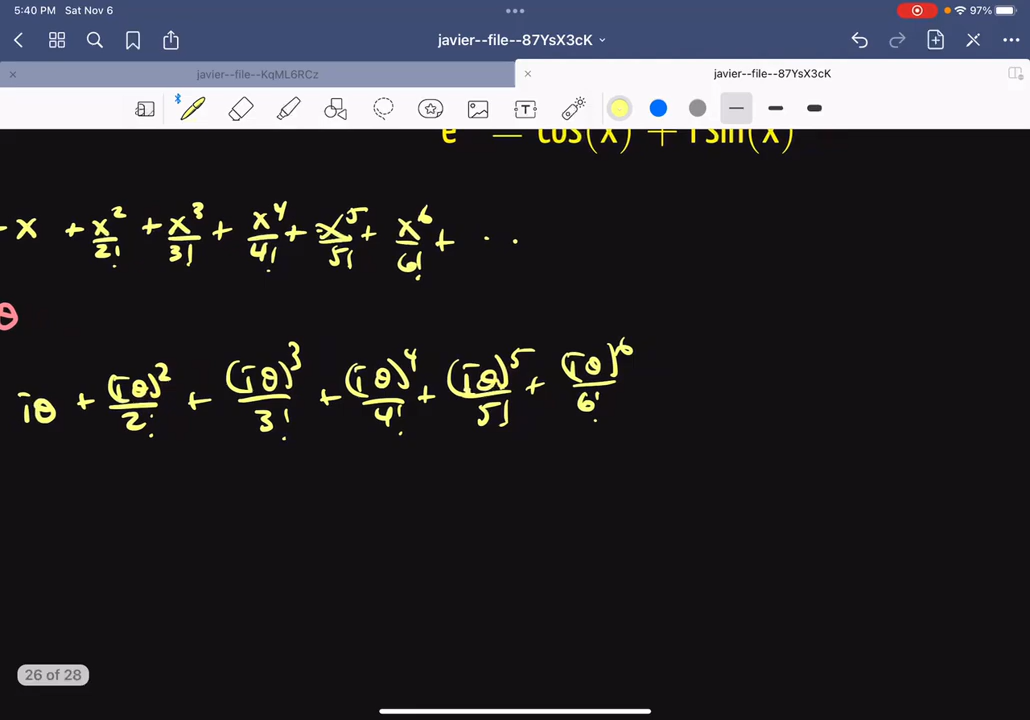 5:40 PM Sat Nov 6
97%
javier--file--87YsX3cK
javier--file--KqML6RCz
javier--file--87YsX3cK
T
e = cos(x) + i sin(x)
x + x²/2! + x³/3! + x⁴/4! + x⁵/5! + x⁶/6! + . .
θ
iθ + (iθ)²/2! + (iθ)³/3! + (iθ)⁴/4! + (iθ)⁵/5! + (iθ)⁶/6!
26 of 28